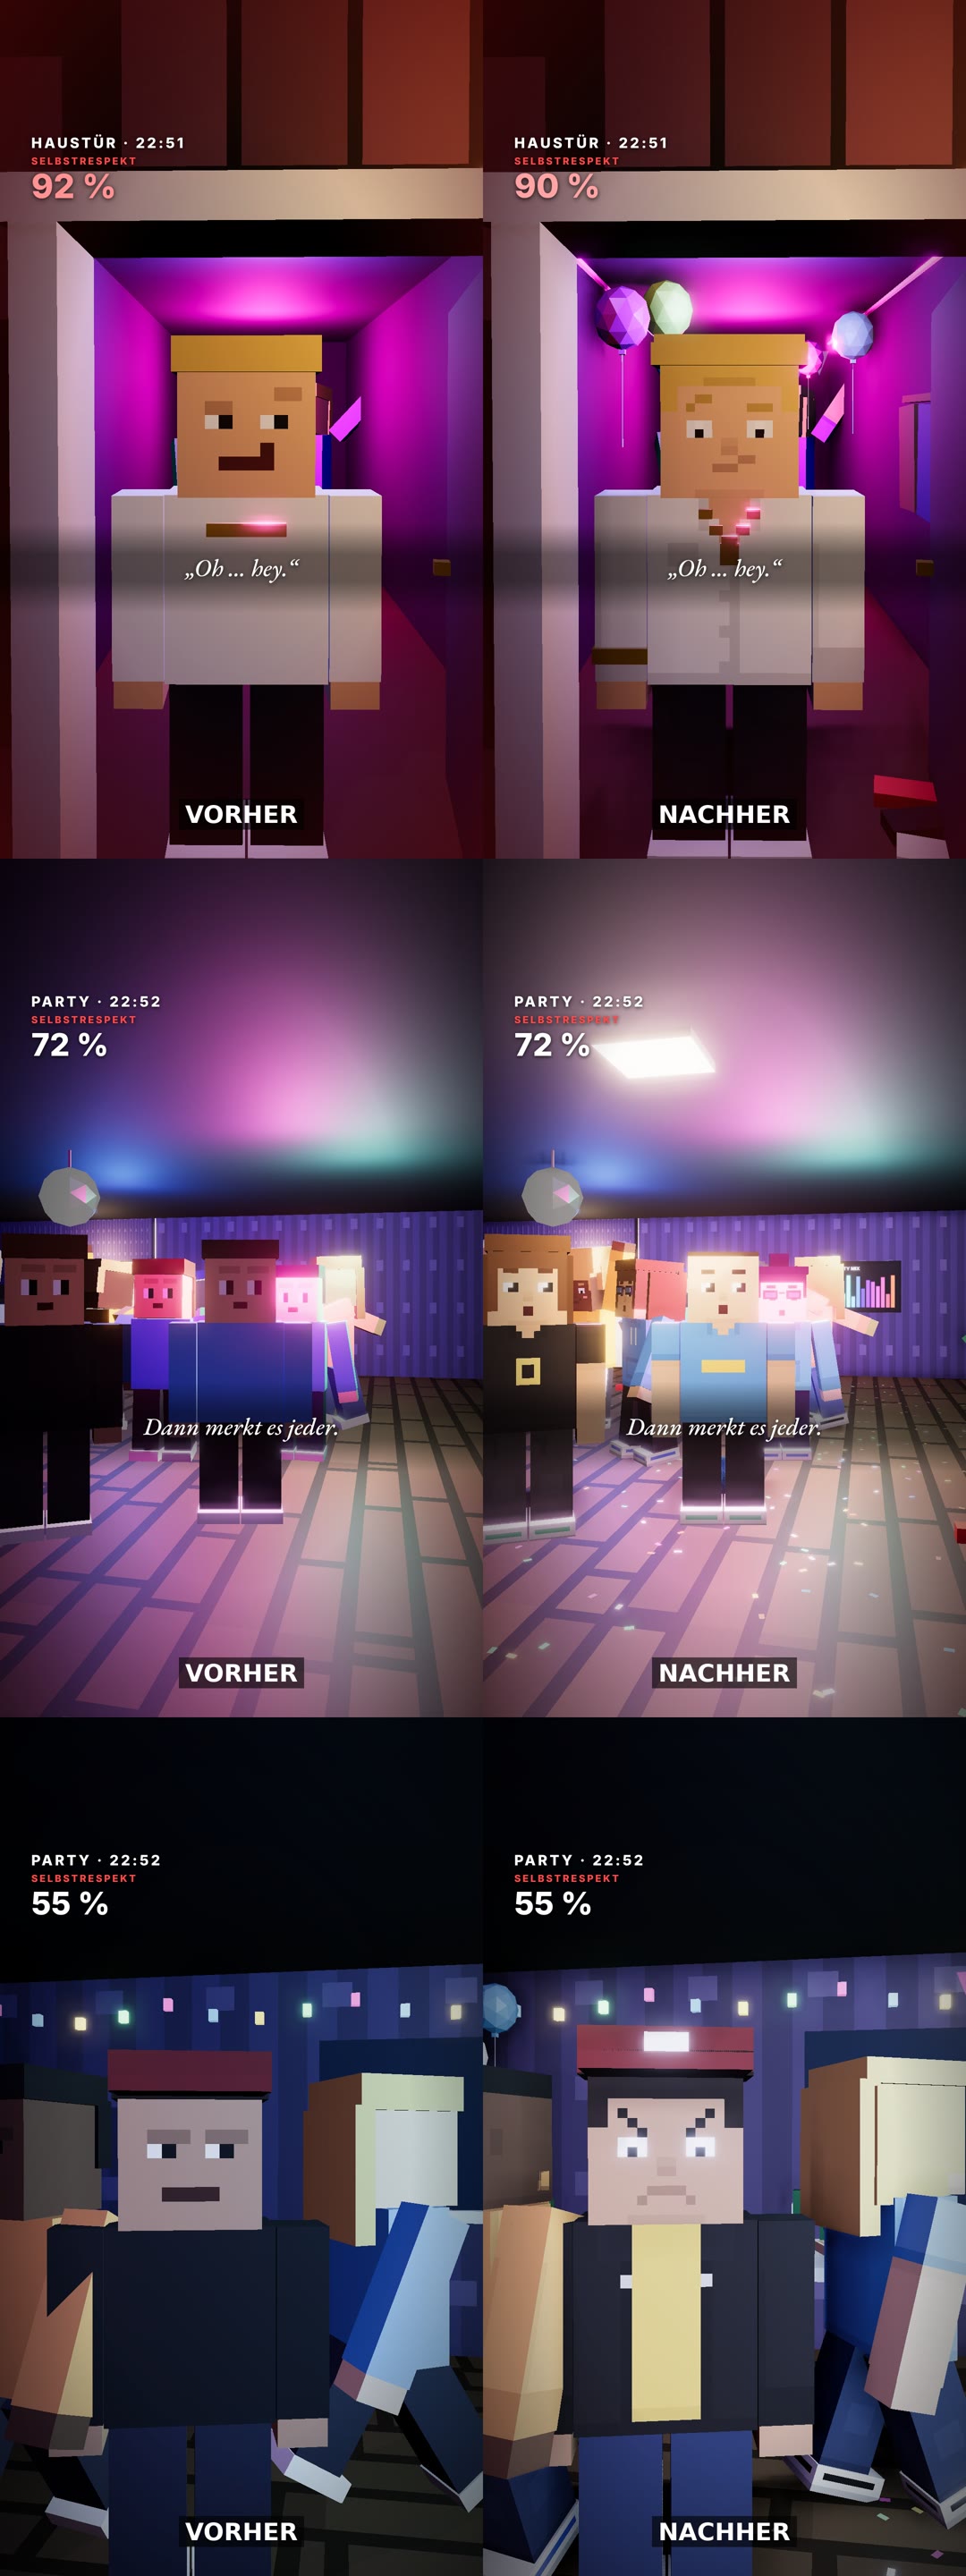 HAUSTÜR · 22:51
SELBSTRESPEKT
92 %
„Oh ... hey.“
VORHER
HAUSTÜR · 22:51
SELBSTRESPEKT
90 %
„Oh ... hey.“
NACHHER
PARTY · 22:52
SELBSTRESPEKT
72 %
Dann merkt es jeder.
VORHER
PARTY · 22:52
SELBSTRESPEKT
72 %
Dann merkt es jeder.
NACHHER
PARTY · 22:52
SELBSTRESPEKT
55 %
VORHER
PARTY · 22:52
SELBSTRESPEKT
55 %
NACHHER